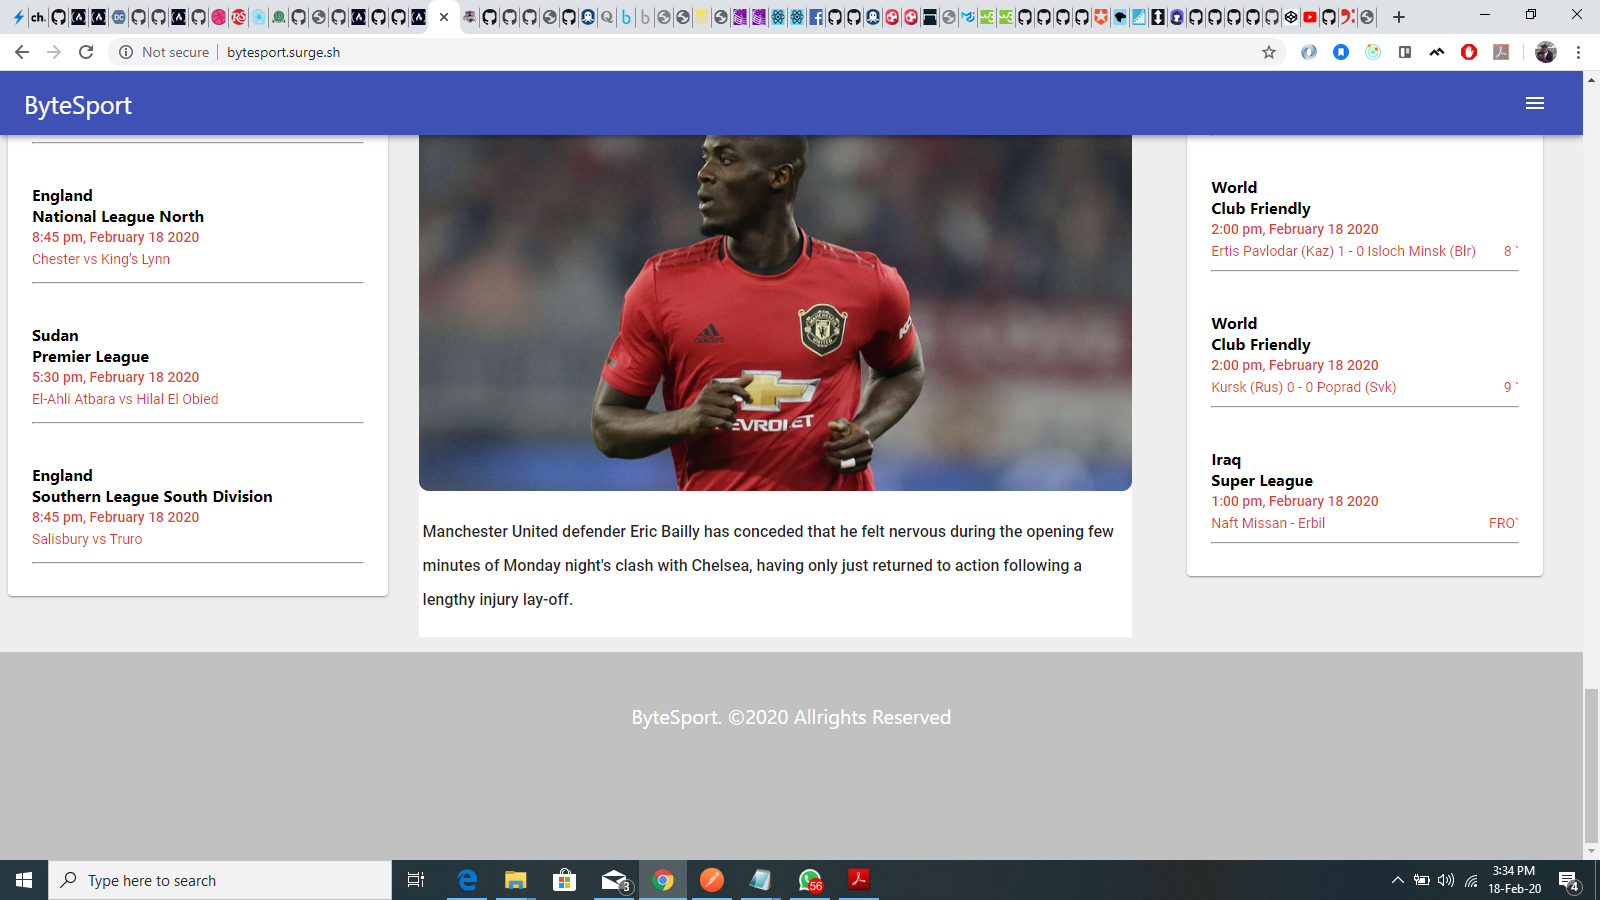 ch.
Not secure
bytesport.surge.sh
ByteSport
England
National League North
8:45 pm, February 18 2020
Chester vs King’s Lynn
Sudan
Premier League
5:30 pm, February 18 2020
El-Ahli Atbara vs Hilal El Obied
England
Southern League South Division
8:45 pm, February 18 2020
Salisbury vs Truro
adidas
CHEVROLET
Manchester United defender Eric Bailly has conceded that he felt nervous during the opening few
minutes of Monday night's clash with Chelsea, having only just returned to action following a
lengthy injury lay-off.
World
Club Friendly
2:00 pm, February 18 2020
Ertis Pavlodar (Kaz) 1 - 0 Isloch Minsk (Blr) 8 `
World
Club Friendly
2:00 pm, February 18 2020
Kursk (Rus) 0 - 0 Poprad (Svk) 9 `
Iraq
Super League
1:00 pm, February 18 2020
Naft Missan - Erbil FRO`
ByteSport. ©2020 Allrights Reserved
Type here to search
3
56
3:34 PM
18-Feb-20
4